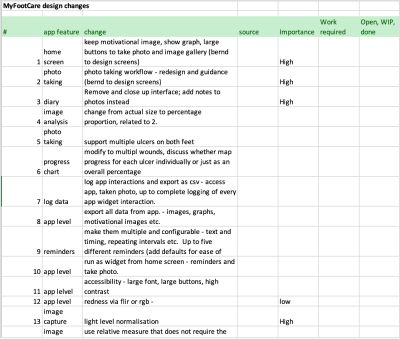 MyFootCare design changes
# app feature change source Importance Work required Open, WIP, done
1 home screen keep motivational image, show graph, large
buttons to take photo and image gallery (bernd
to design screens) High
2 photo taking photo taking workflow - redesign and guidance
(bernd to design screens) High
3 diary Remove and close up interface; add notes to
photos instead High
4 image analysis change from actual size to percentage
proportion, related to 2.
5 photo taking support multiple ulcers on both feet
6 progress chart modify to multipl wounds, discuss whether map
progress for each ulcer individually or just as an
overall percentage
7 log data log app interactions and export as csv - access
app, taken photo, up to complete logging of every
app widget interaction.
8 app level export all data from app. - images, graphs,
motivational images etc.
9 reminders make them multiple and configurable - text and
timing, repeating intervals etc. Up to five
different reminders (add defaults for ease of
10 app level run as widget from home screen - reminders and
take photo.
11 app lelvel accessibility - large font, large buttons, high
contrast
12 app level redness via flir or rgb - low
13 image capture light level normalisation High
image use relative measure that does not require the